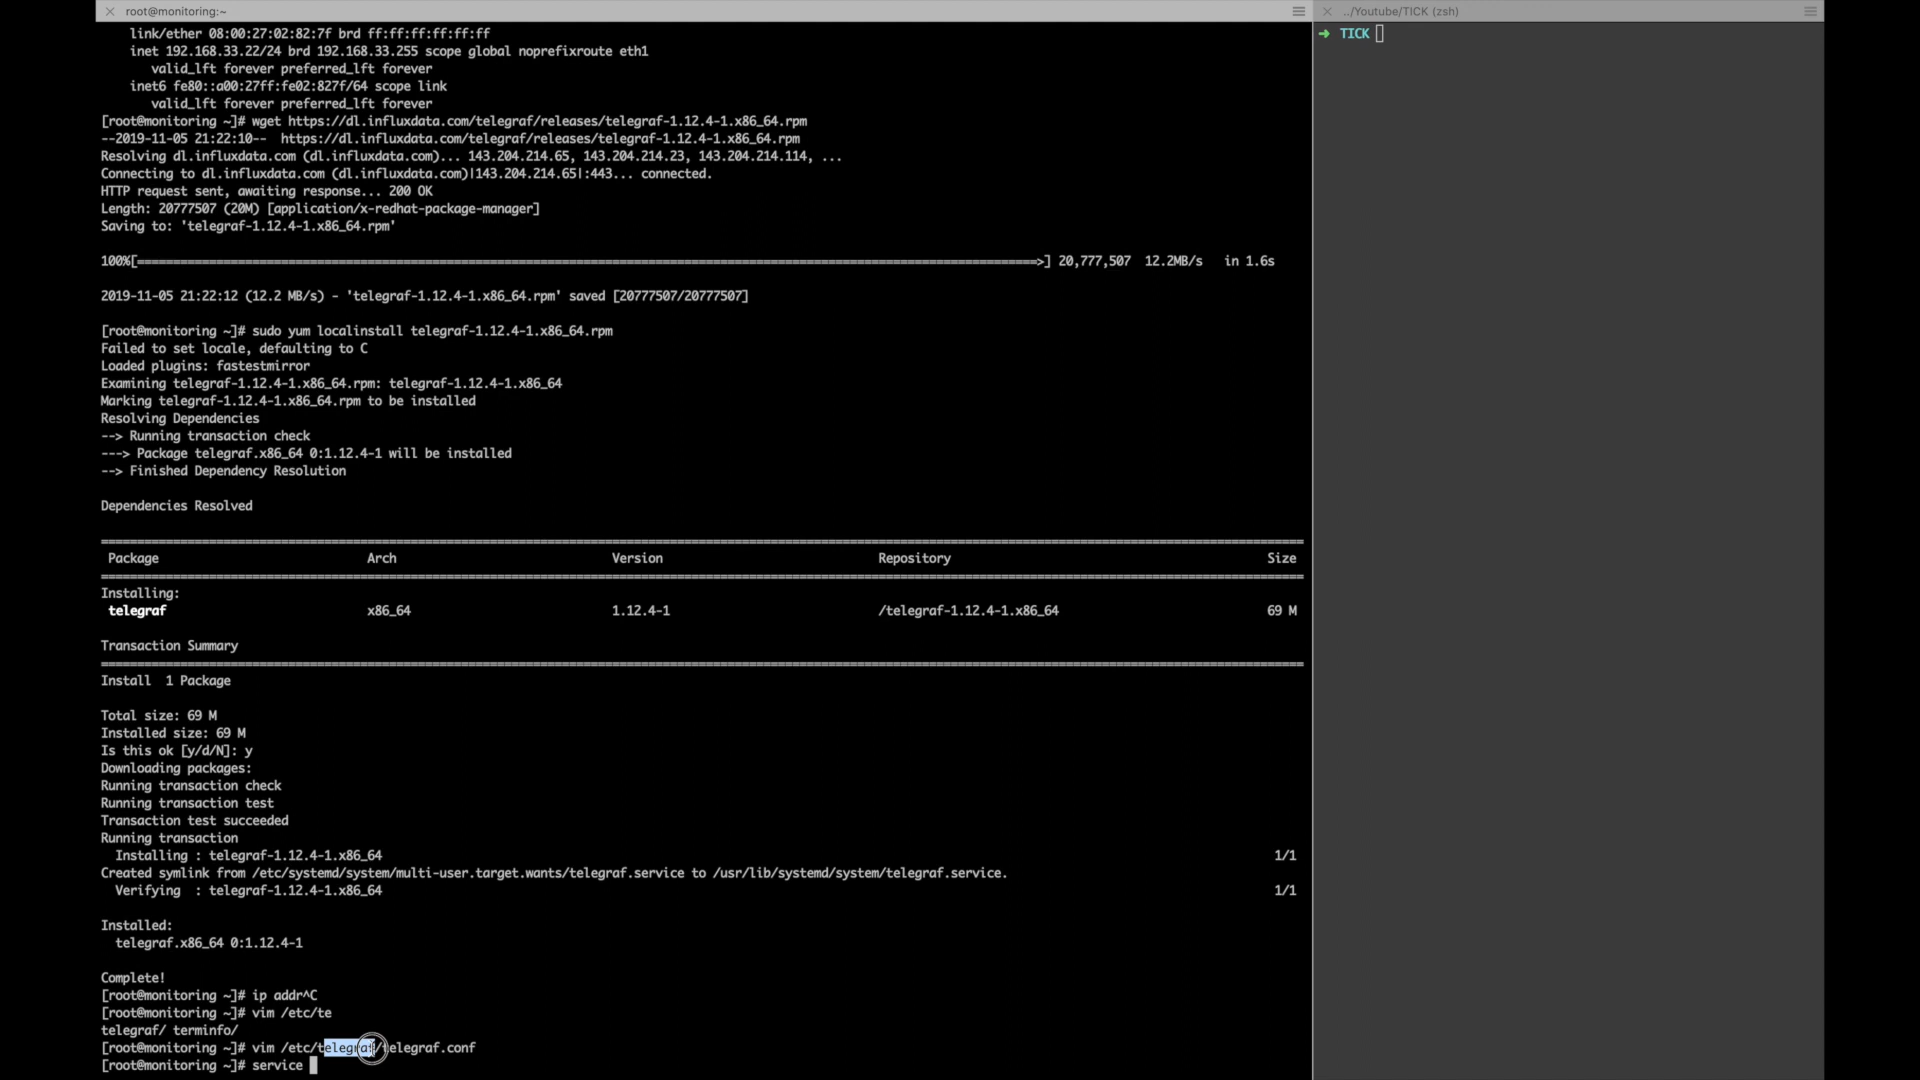 root@monitoring:~
../Youtube/TICK (zsh)
link/ether 08:00:27:02:82:7f brd ff:ff:ff:ff:ff:ff
inet 192.168.33.22/24 brd 192.168.33.255 scope global noprefixroute eth1
valid_lft forever preferred_lft forever
inet6 fe80::a00:27ff:fe02:827f/64 scope link
valid_lft forever preferred_lft forever
[root@monitoring ~]# wget https://dl.influxdata.com/telegraf/releases/telegraf-1.12.4-1.x86_64.rpm
--2019-11-05 21:22:10--  https://dl.influxdata.com/telegraf/releases/telegraf-1.12.4-1.x86_64.rpm
Resolving dl.influxdata.com (dl.influxdata.com)... 143.204.214.65, 143.204.214.23, 143.204.214.114, ...
Connecting to dl.influxdata.com (dl.influxdata.com)|143.204.214.65|:443... connected.
HTTP request sent, awaiting response... 200 OK
Length: 20777507 (20M) [application/x-redhat-package-manager]
Saving to: 'telegraf-1.12.4-1.x86_64.rpm'
100%[=====================>] 20,777,507  12.2MB/s   in 1.6s
2019-11-05 21:22:12 (12.2 MB/s) - 'telegraf-1.12.4-1.x86_64.rpm' saved [20777507/20777507]
[root@monitoring ~]# sudo yum localinstall telegraf-1.12.4-1.x86_64.rpm
Failed to set locale, defaulting to C
Loaded plugins: fastestmirror
Examining telegraf-1.12.4-1.x86_64.rpm: telegraf-1.12.4-1.x86_64
Marking telegraf-1.12.4-1.x86_64.rpm to be installed
Resolving Dependencies
--> Running transaction check
---> Package telegraf.x86_64 0:1.12.4-1 will be installed
--> Finished Dependency Resolution
Dependencies Resolved
Package Arch Version Repository Size
Installing:
telegraf x86_64 1.12.4-1 /telegraf-1.12.4-1.x86_64 69 M
Transaction Summary
Install  1 Package
Total size: 69 M
Installed size: 69 M
Is this ok [y/d/N]: y
Downloading packages:
Running transaction check
Running transaction test
Transaction test succeeded
Running transaction
Installing : telegraf-1.12.4-1.x86_64 1/1
Created symlink from /etc/systemd/system/multi-user.target.wants/telegraf.service to /usr/lib/systemd/system/telegraf.service.
Verifying  : telegraf-1.12.4-1.x86_64 1/1
Installed:
telegraf.x86_64 0:1.12.4-1
Complete!
[root@monitoring ~]# ip addr^C
[root@monitoring ~]# vim /etc/te
telegraf/ terminfo/
[root@monitoring ~]# vim /etc/telegraf/telegraf.conf
[root@monitoring ~]# service
➜ TICK